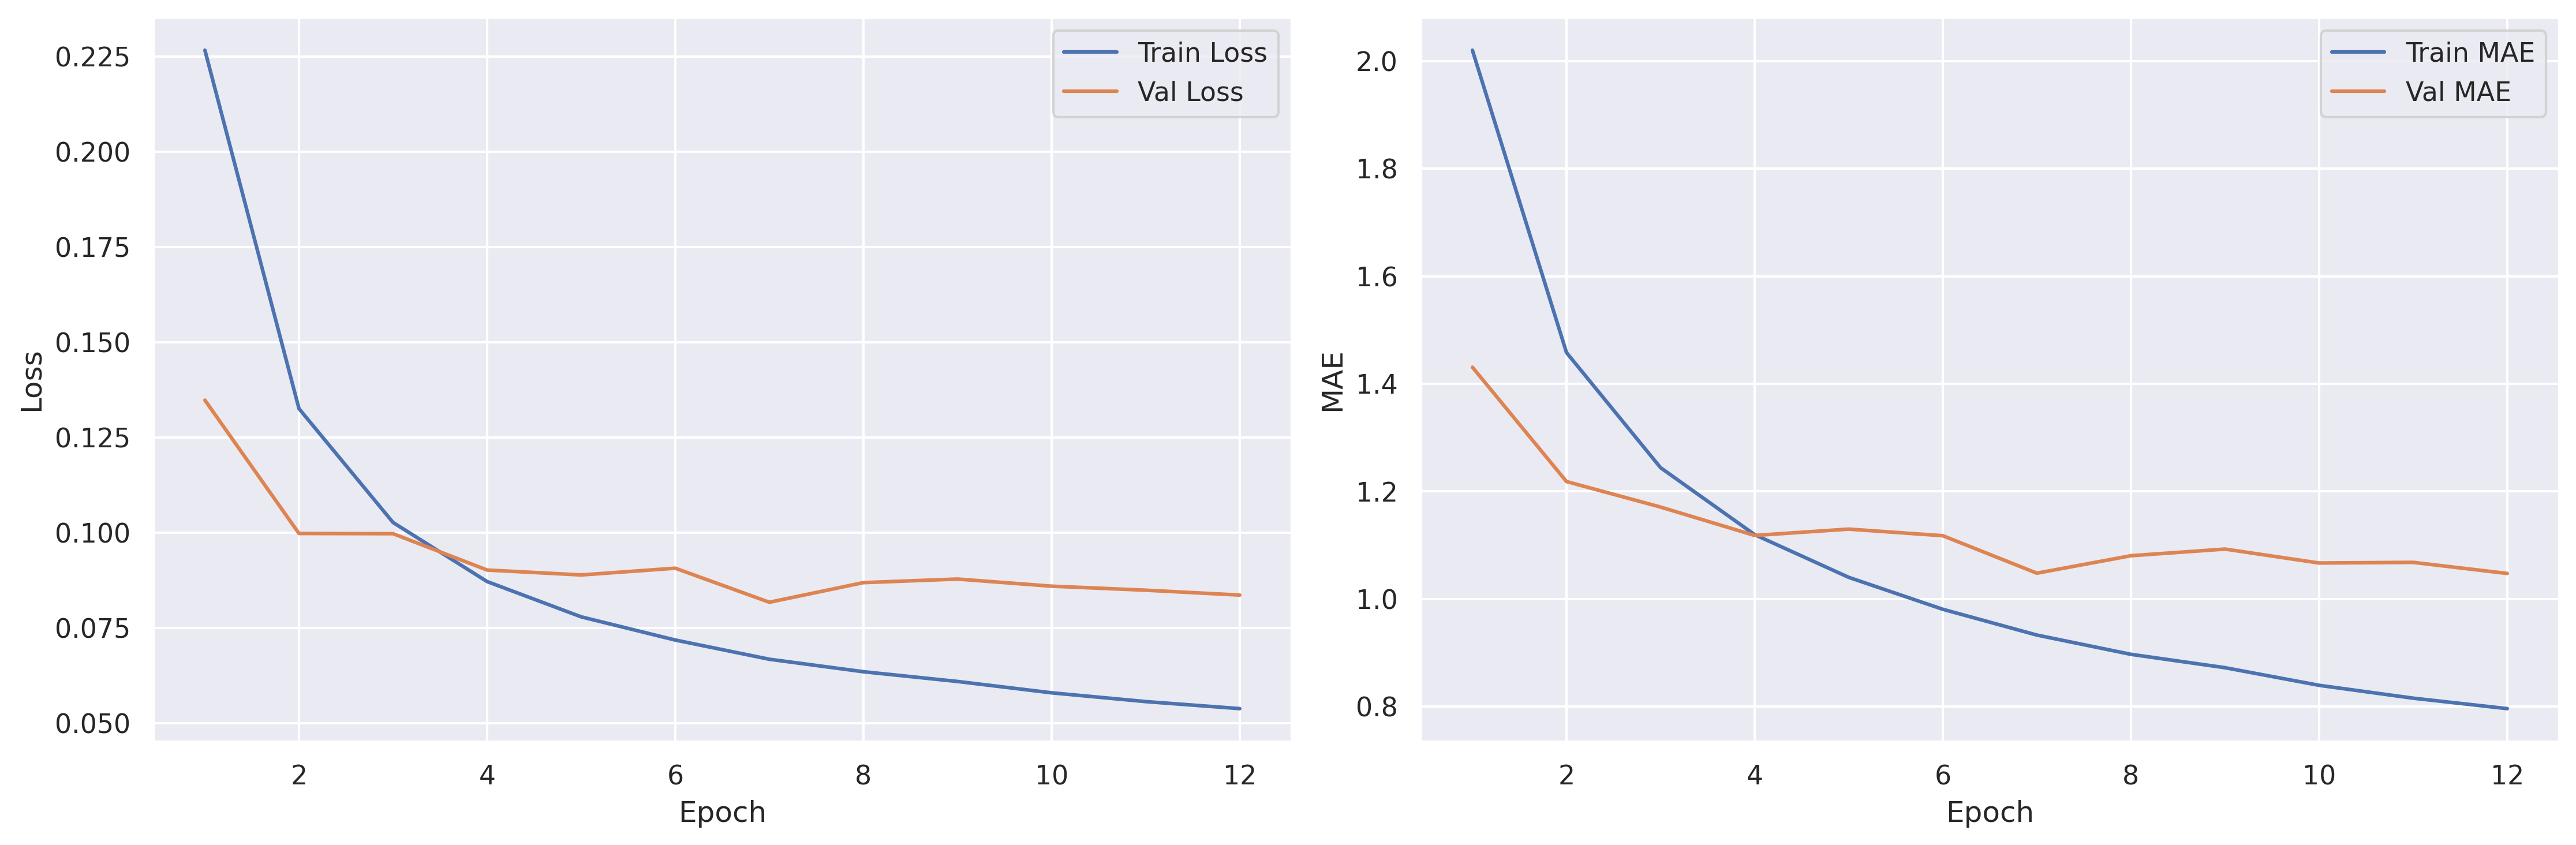 Train Loss
Val Loss
0.225
0.200
0.175
0.150
0.125
0.100
0.075
0.050
Loss
2 4 6 8 10 12
Epoch
Train MAE
Val MAE
2.0
1.8
1.6
1.4
1.2
1.0
0.8
MAE
2 4 6 8 10 12
Epoch